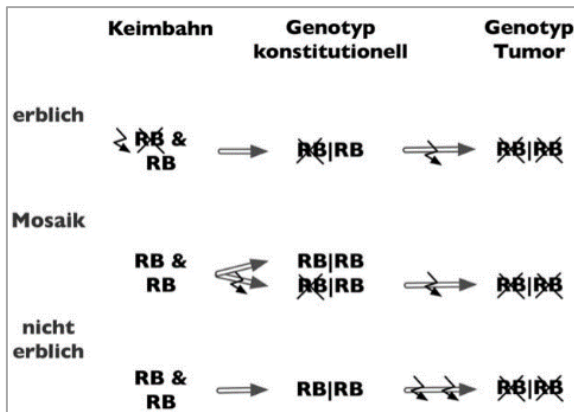 Keimbahn Genotyp konstitutionell Genotyp Tumor
erblich
RB &
RB
RB|RB
RB|RB
Mosaik
RB &
RB
RB|RB
RB|RB
RB|RB
nicht
erblich
RB &
RB
RB|RB
RB|RB